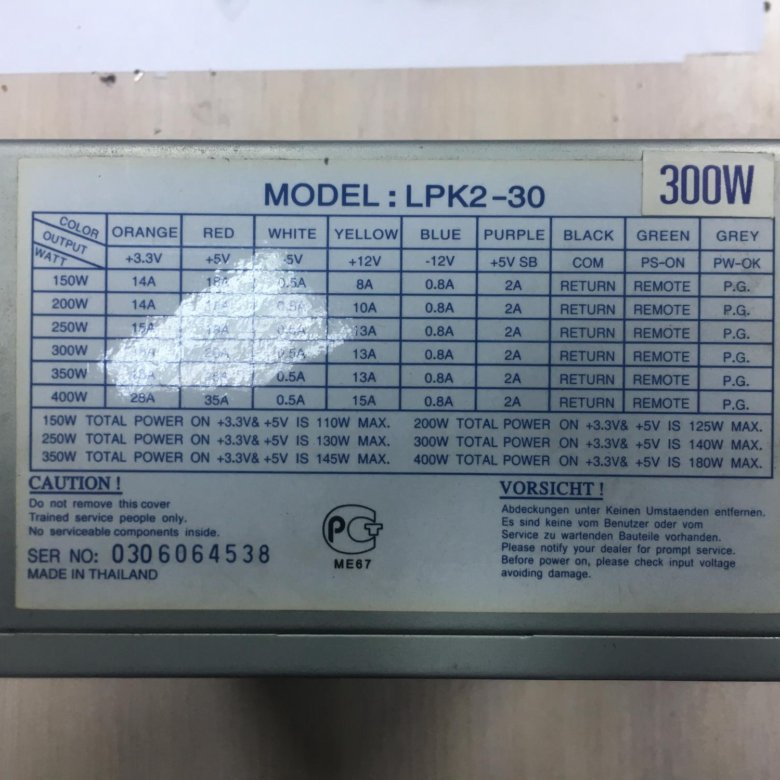 300W
MODEL : LPK2-30
COLOR ORANGE RED WHITE YELLOW BLUE PURPLE BLACK GREEN GREY
OUTPUT
WATT +3.3V +5V -5V +12V -12V +5V SB COM PS-ON PW-OK
150W 14A 18A 0.5A 8A 0.8A 2A RETURN REMOTE P.G.
200W 14A 10A 0.8A 2A RETURN REMOTE P.G.
250W 15A 13A 0.8A 2A RETURN REMOTE P.G.
300W 13A 0.8A 2A RETURN REMOTE P.G.
350W 0.5A 13A 0.8A 2A RETURN REMOTE P.G.
400W 28A 35A 0.5A 15A 0.8A 2A RETURN REMOTE P.G.
150W TOTAL POWER ON +3.3V& +5V IS 110W MAX. 200W TOTAL POWER ON +3.3V& +5V IS 125W MAX.
250W TOTAL POWER ON +3.3V& +5V IS 130W MAX. 300W TOTAL POWER ON +3.3V& +5V IS 140W MAX.
350W TOTAL POWER ON +3.3V& +5V IS 145W MAX. 400W TOTAL POWER ON +3.3V& +5V IS 180W MAX.
CAUTION !
Do not remove this cover
Trained service people only.
No serviceable components inside.
SER NO: 0306064538
MADE IN THAILAND
PCT
ME67
VORSICHT !
Abdeckungen unter Keinen Umstaenden entfernen.
Es sind keine vom Benutzer oder vom
Service zu wartenden Bauteile vorhanden.
Please notify your dealer for prompt service.
Before power on, please check input voltage
avoiding damage.